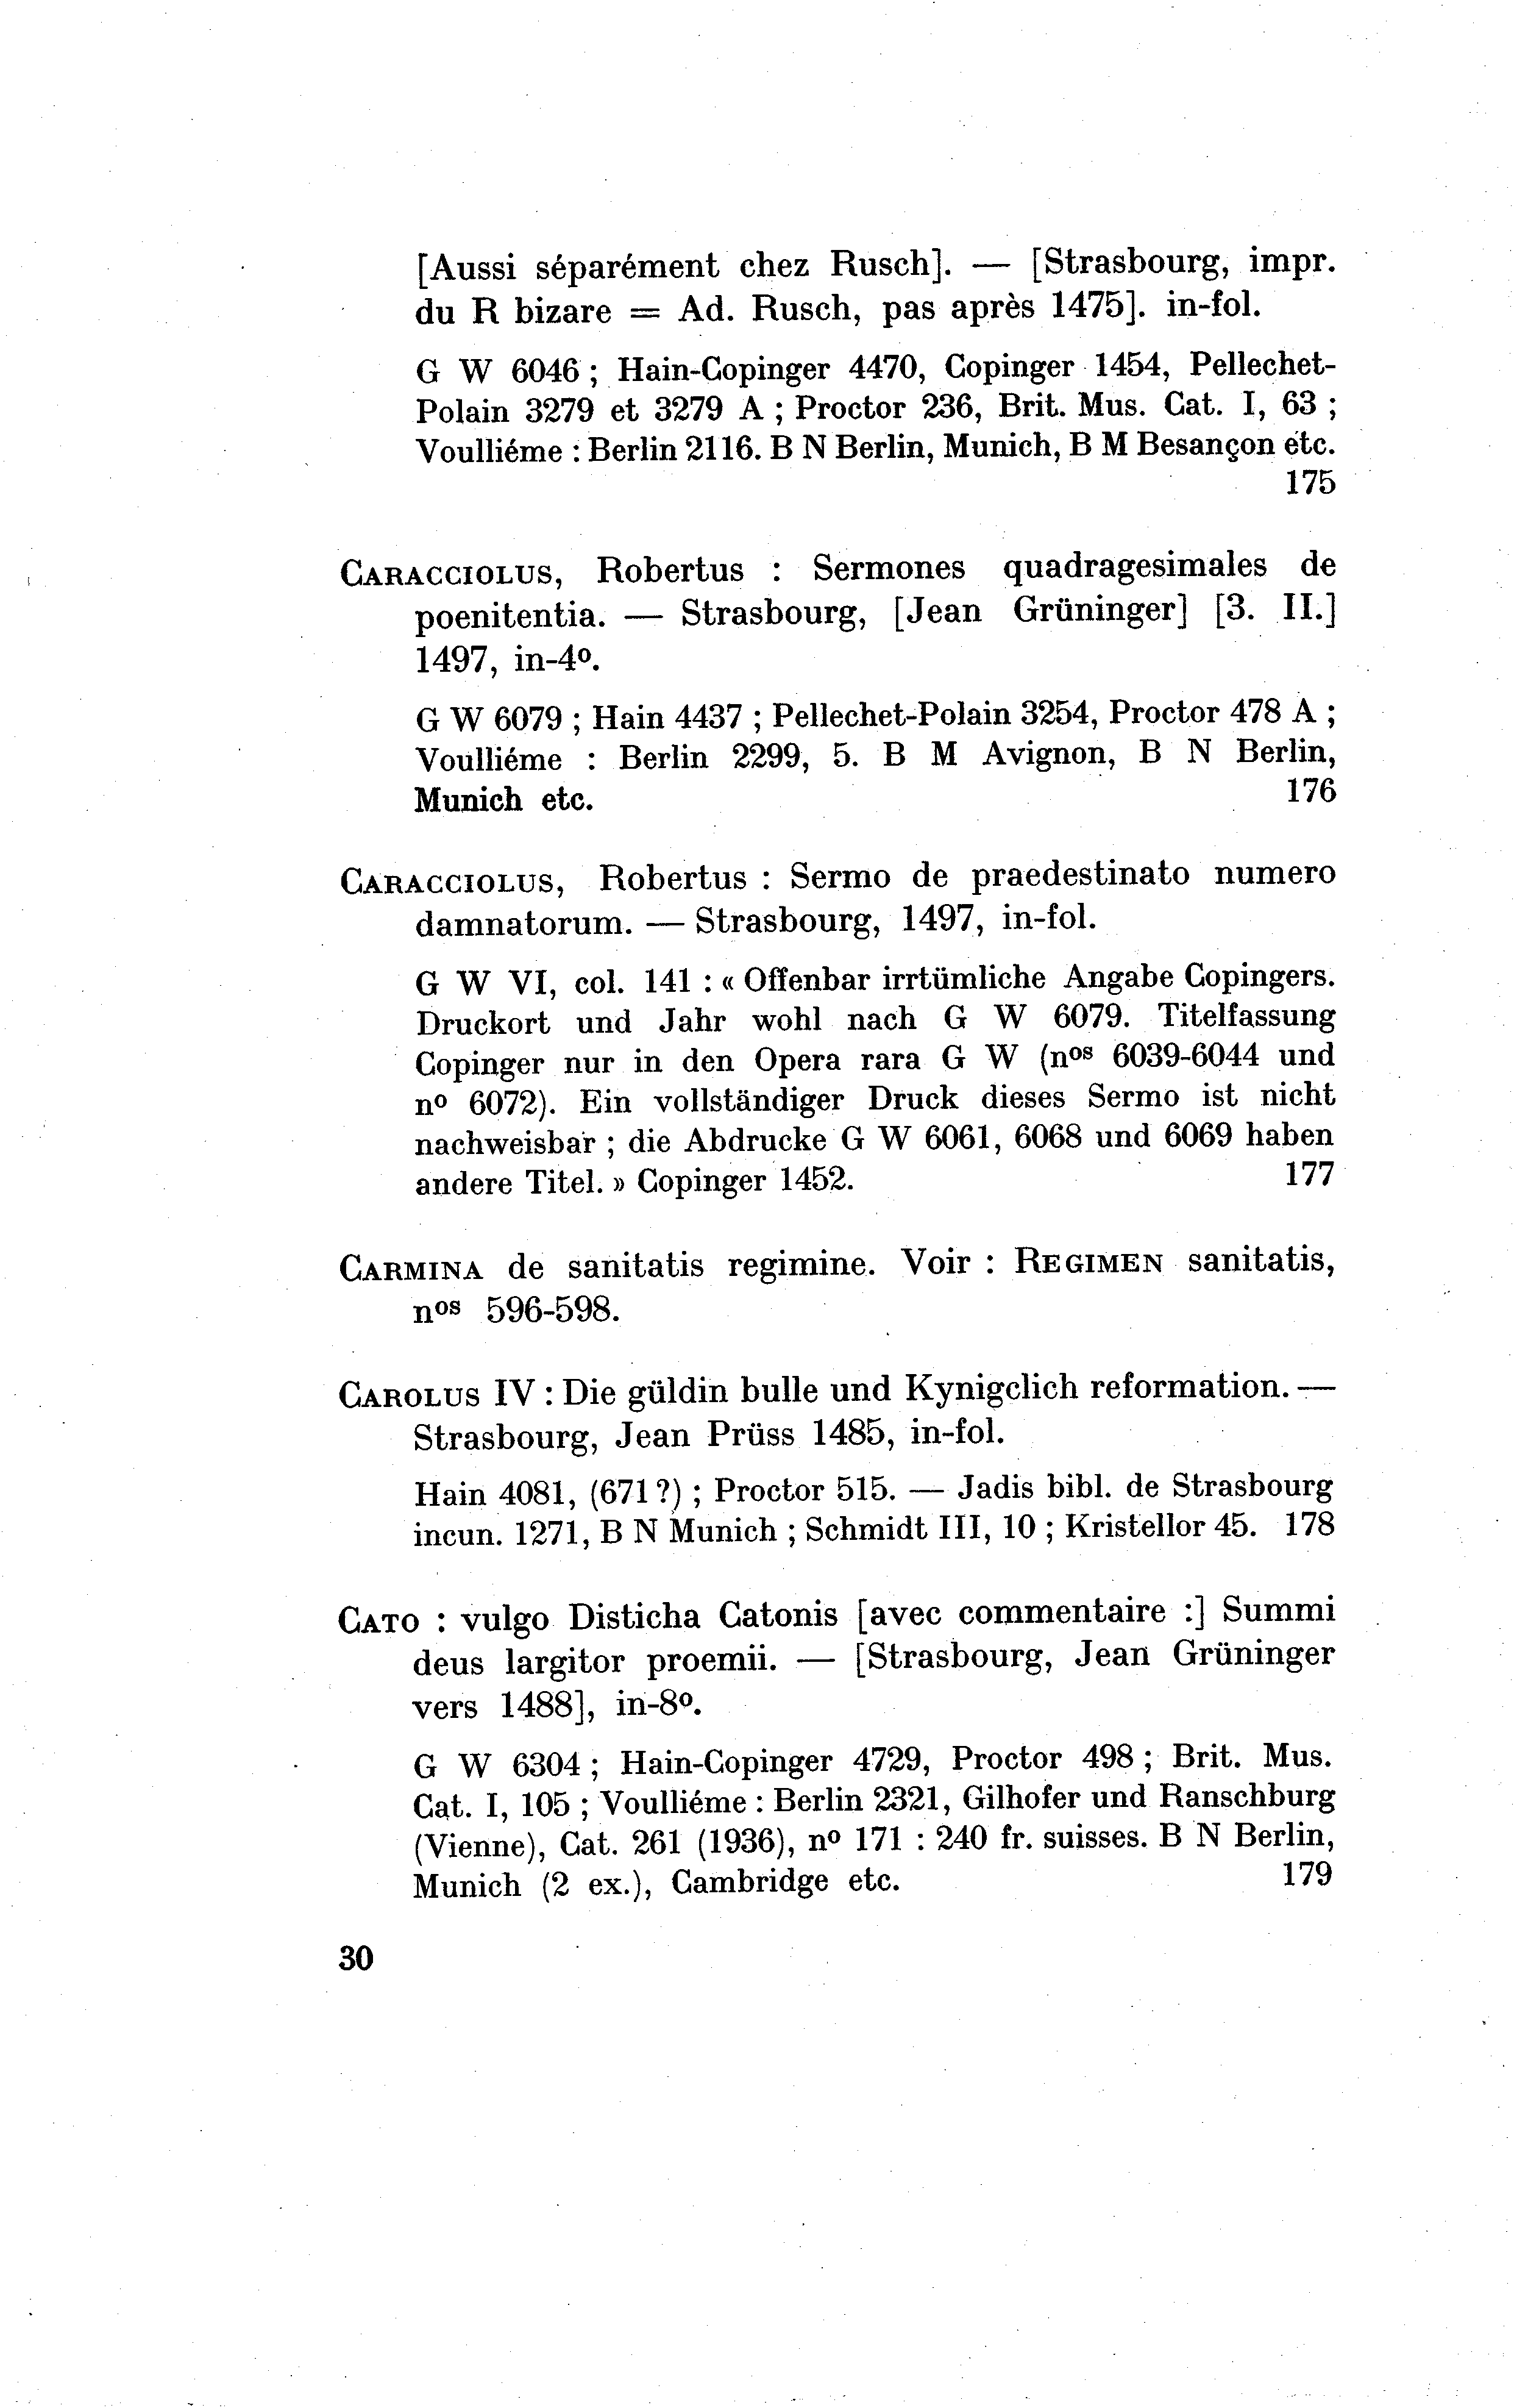 [Aussi séparément chez Rusch]. — [Strasbourg, impr.
du R bizare = Ad. Rusch, pas après 1475]. in-fol.
G W 6046 ; Hain-Copinger 4470, Copinger 1454, Pellechet-
Polain 3279 et 3279 A ; Proctor 236, Brit. Mus. Cat. I, 63 ;
Voulliéme : Berlin 2116. B N Berlin, Munich, B M Besançon etc.
175
CARACCIOLUS, Robertus : Sermones quadragesimales de
poenitentia. — Strasbourg, [Jean Grüninger] [3. II.]
1497, in-4º.
G W 6079 ; Hain 4437 ; Pellechet-Polain 3254, Proctor 478 A ;
Voulliéme : Berlin 2299, 5. B M Avignon, B N Berlin,
Munich etc. 176
CARACCIOLUS, Robertus : Sermo de praedestinato numero
damnatorum. — Strasbourg, 1497, in-fol.
G W VI, col. 141 : « Offenbar irrtümliche Angabe Copingers.
Druckort und Jahr wohl nach G W 6079. Titelfassung
Copinger nur in den Opera rara G W (nos 6039-6044 und
nº 6072). Ein vollständiger Druck dieses Sermo ist nicht
nachweisbar ; die Abdrucke G W 6061, 6068 und 6069 haben
andere Titel. » Copinger 1452. 177
CARMINA de sanitatis regimine. Voir : REGIMEN sanitatis,
nos 596-598.
CAROLUS IV : Die güldin bulle und Kynigclich reformation. —
Strasbourg, Jean Prüss 1485, in-fol.
Hain 4081, (671 ?) ; Proctor 515. — Jadis bibl. de Strasbourg
incun. 1271, B N Munich ; Schmidt III, 10 ; Kristellor 45. 178
CATO : vulgo Disticha Catonis [avec commentaire :] Summi
deus largitor proemii. — [Strasbourg, Jean Grüninger
vers 1488], in-8º.
G W 6304 ; Hain-Copinger 4729, Proctor 498 ; Brit. Mus.
Cat. I, 105 ; Voulliéme : Berlin 2321, Gilhofer und Ranschburg
(Vienne), Cat. 261 (1936), nº 171 : 240 fr. suisses. B N Berlin,
Munich (2 ex.), Cambridge etc. 179
30